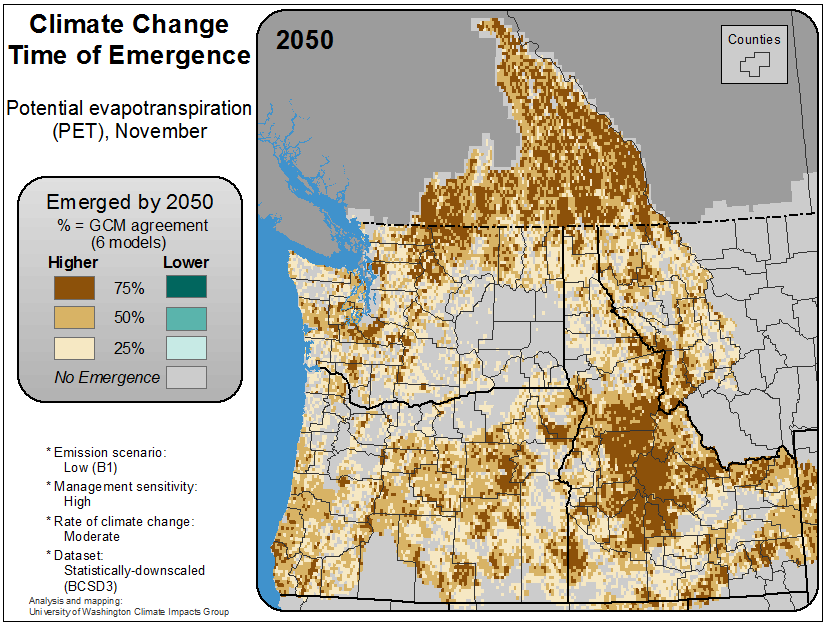 Climate Change
Time of Emergence
Potential evapotranspiration
(PET), November
Emerged by 2050
% = GCM agreement
(6 models)
Higher Lower
75%
50%
25%
No Emergence
* Emission scenario:
Low (B1)
* Management sensitivity:
High
* Rate of climate change:
Moderate
* Dataset:
Statistically-downscaled
(BCSD3)
Analysis and mapping:
University of Washington Climate Impacts Group
2050
Counties